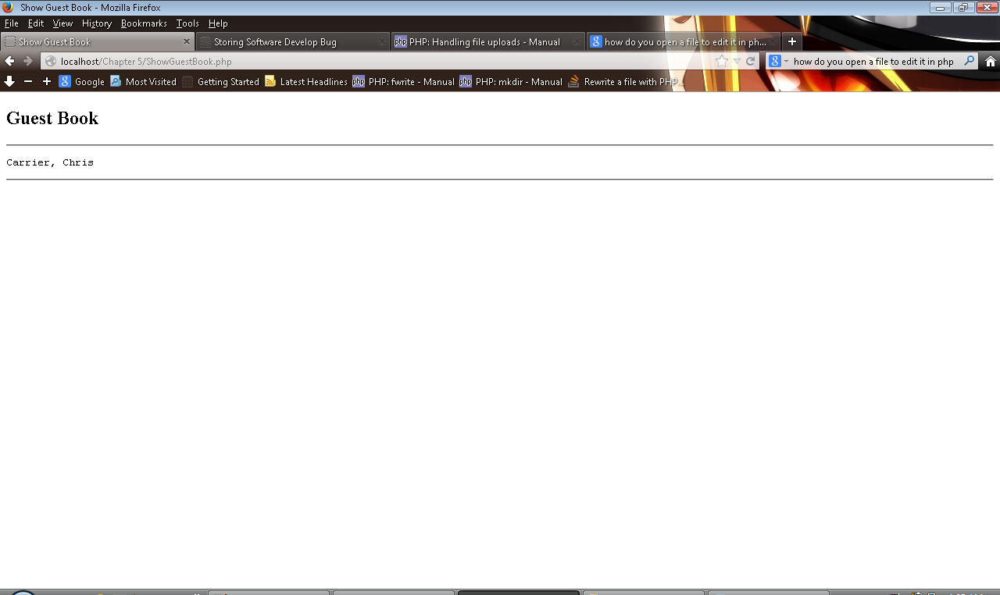 Show Guest Book - Mozilla Firefox
File Edit View History Bookmarks Tools Help
Show Guest Book Storing Software Develop Bug php PHP: Handling file uploads - Manual how do you open a file to edit it in ph...
localhost/Chapter 5/ShowGuestBook.php how do you open a file to edit it in php
Google Most Visited Getting Started Latest Headlines php PHP: fwrite - Manual php PHP: mkdir - Manual Rewrite a file with PHP...
Guest Book
Carrier, Chris